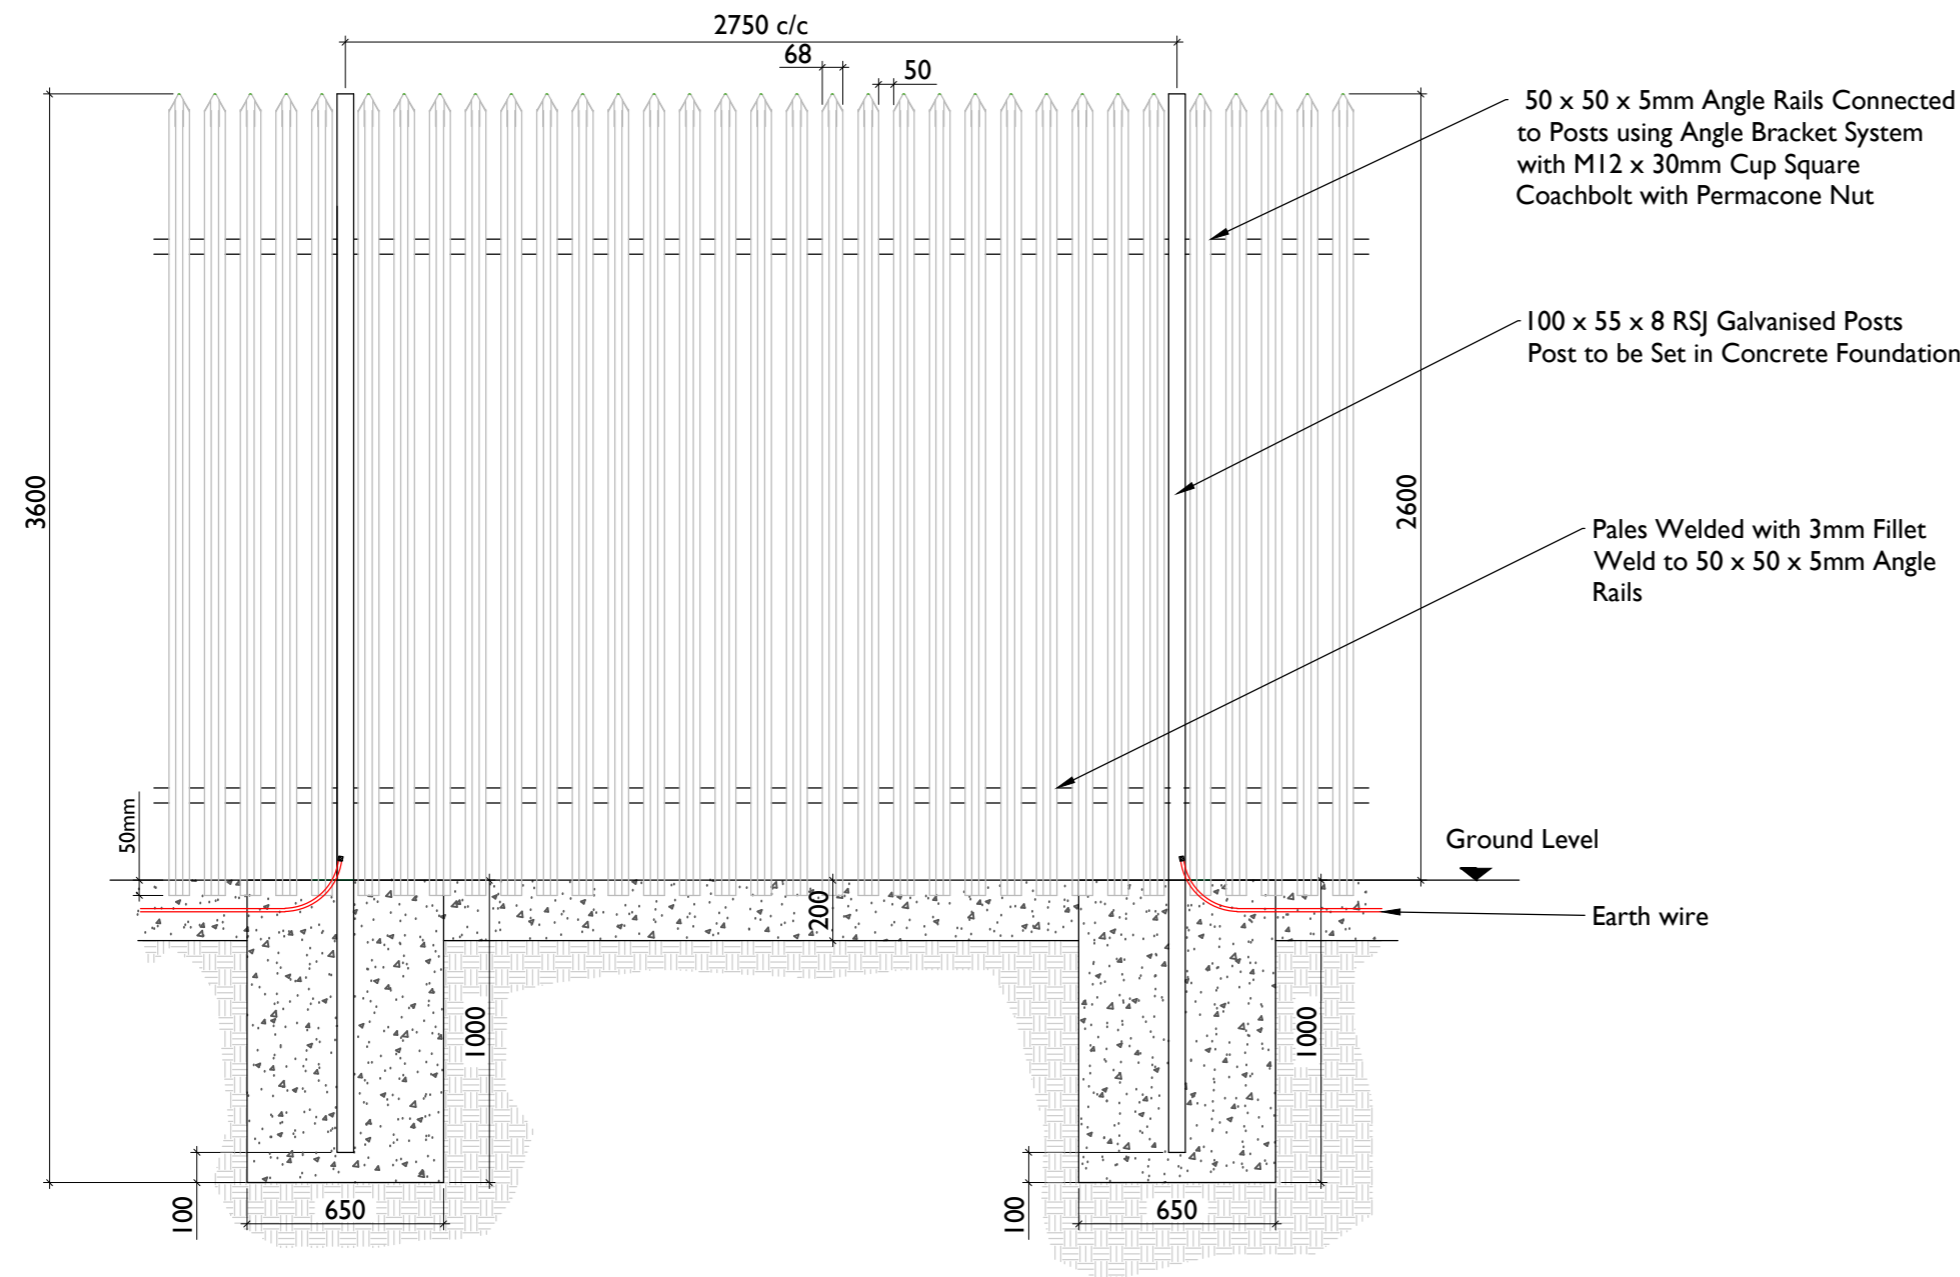 2750 c/c
68
50
50 x 50 x 5mm Angle Rails Connected
to Posts using Angle Bracket System
with M12 x 30mm Cup Square
Coachbolt with Permacone Nut
100 x 55 x 8 RSJ Galvanised Posts
Post to be Set in Concrete Foundation
3600
2600
Pales Welded with 3mm Fillet
Weld to 50 x 50 x 5mm Angle
Rails
50mm
Ground Level
200
Earth wire
1000
1000
100
650
100
650